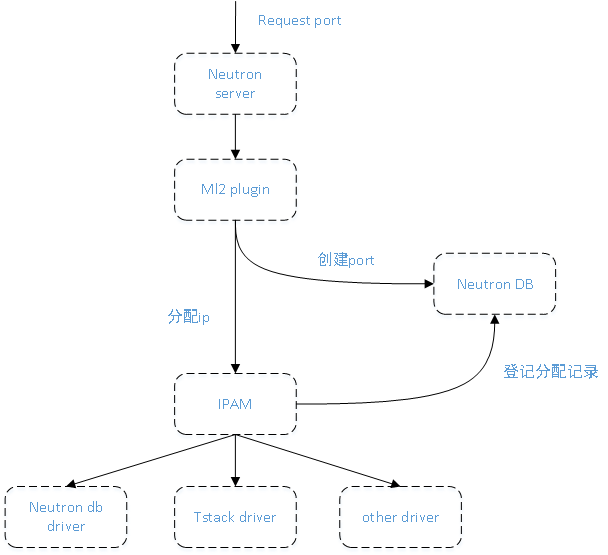 Request port
Neutron
server
Ml2 plugin
创建port
Neutron DB
分配ip
登记分配记录
IPAM
Neutron db
driver
Tstack driver
other driver